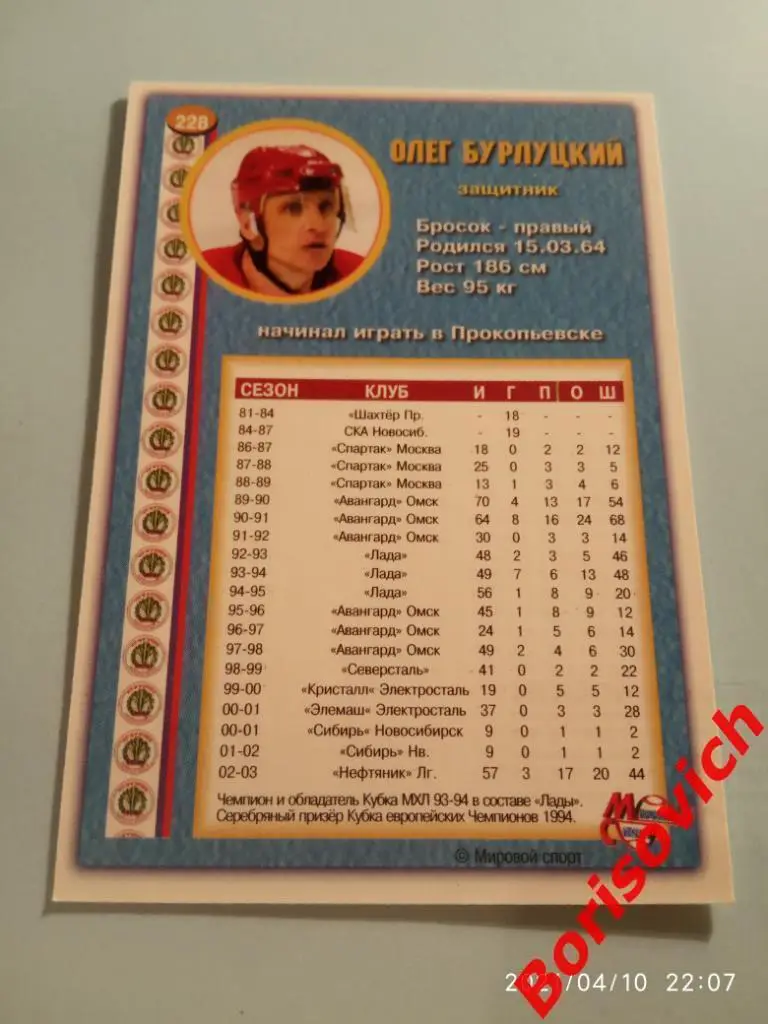 228
ОЛЕГ БУРЛУЦКИЙ
защитник
Бросок - правый
Родился 15.03.64
Рост 186 см
Вес 95 кг
начинал играть в Прокопьевске
СЕЗОН КЛУБ И Г П О Ш
81-84 «Шахтёр Пр. - 18 - - -
84-87 СКА Новосиб. - 19 - - -
86-87 «Спартак» Москва 18 0 2 2 12
87-88 «Спартак» Москва 25 0 3 3 5
88-89 «Спартак» Москва 13 1 3 4 6
89-90 «Авангард» Омск 70 4 13 17 54
90-91 «Авангард» Омск 64 8 16 24 68
91-92 «Авангард» Омск 30 0 3 3 14
92-93 «Лада» 48 2 3 5 46
93-94 «Лада» 49 7 6 13 48
94-95 «Лада» 56 1 8 9 20
95-96 «Авангард» Омск 45 1 8 9 12
96-97 «Авангард» Омск 24 1 5 6 14
97-98 «Авангард» Омск 49 2 4 6 30
98-99 «Северсталь» 41 0 2 2 22
99-00 «Кристалл« Электросталь 19 0 5 5 12
00-01 «Элемаш» Электросталь 37 0 3 3 28
00-01 «Сибирь» Новосибирск 9 0 1 1 2
01-02 «Сибирь» Нв. 9 0 1 1 2
02-03 «Нефтяник» Лг. 57 3 17 20 44
Чемпион и обладатель Кубка МХЛ 93-94 в составе «Лады».
Серебряный призёр Кубка европейских Чемпионов 1994.
© Мировой спорт
Borisovich
2021/04/10 22:07